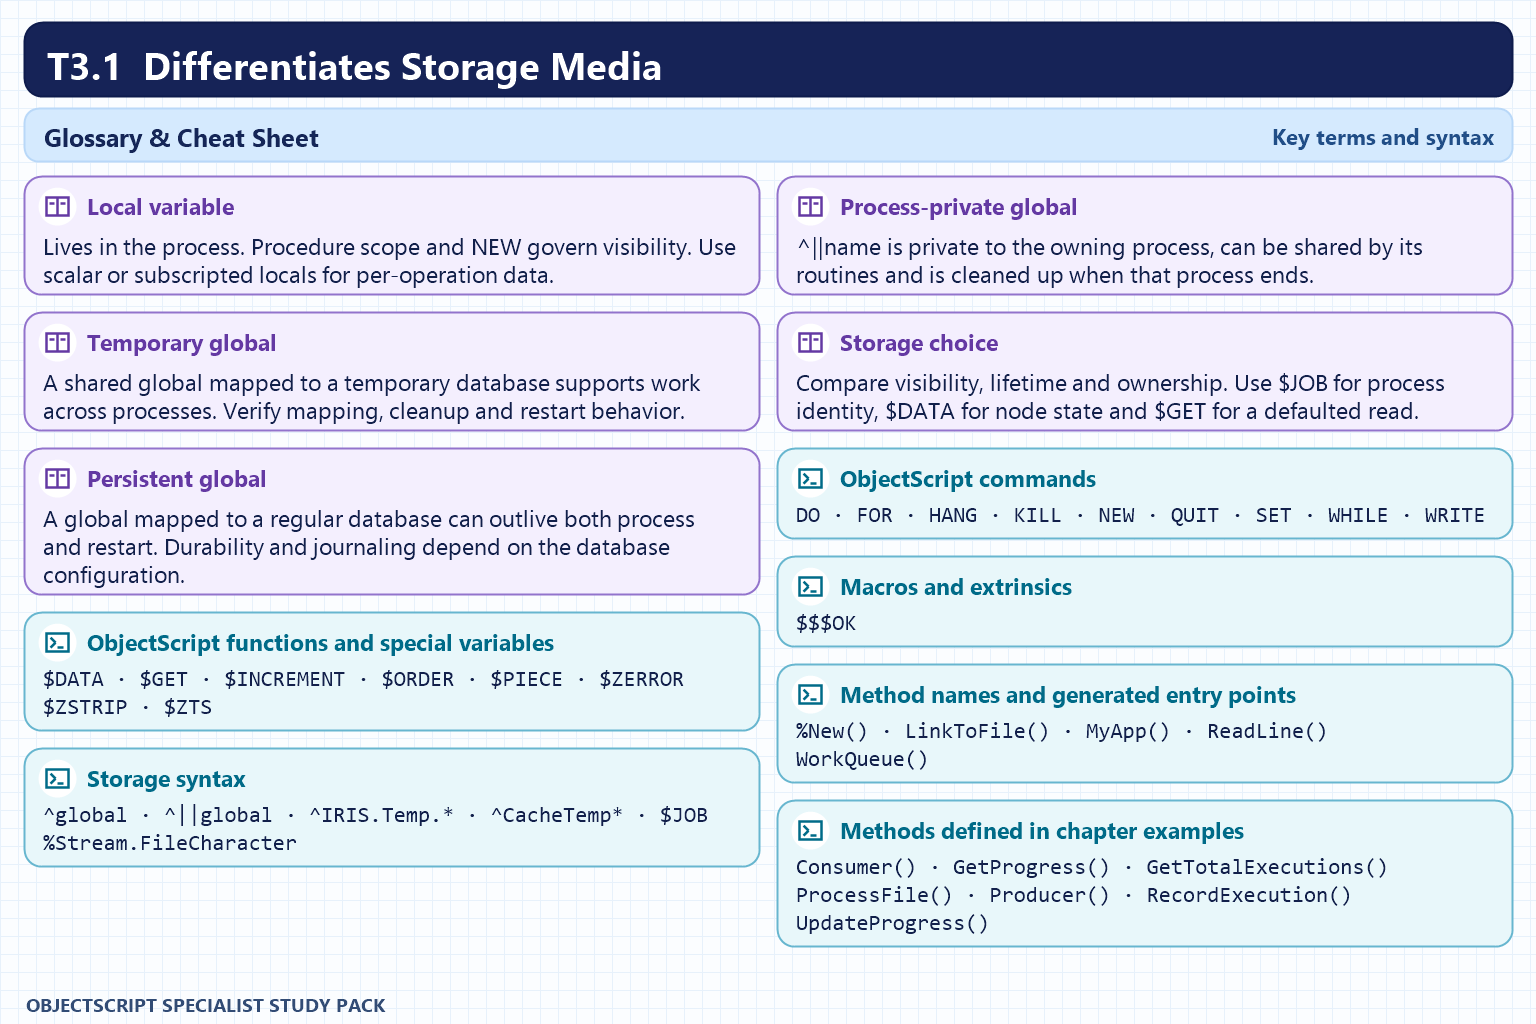 T3.1 Differentiates Storage Media
Glossary & Cheat Sheet
Key terms and syntax
Local variable
Lives in the process. Procedure scope and NEW govern visibility. Use
scalar or subscripted locals for per-operation data.
Temporary global
A shared global mapped to a temporary database supports work
across processes. Verify mapping, cleanup and restart behavior.
Persistent global
A global mapped to a regular database can outlive both process
and restart. Durability and journaling depend on the database
configuration.
ObjectScript functions and special variables
$DATA · $GET · $INCREMENT · $ORDER · $PIECE · $ZERROR
$ZSTRIP · $ZTS
Storage syntax
^global · ^||global · ^IRIS.Temp.* · ^CacheTemp* · $JOB
%Stream.FileCharacter
Process-private global
^||name is private to the owning process, can be shared by its
routines and is cleaned up when that process ends.
Storage choice
Compare visibility, lifetime and ownership. Use $JOB for process
identity, $DATA for node state and $GET for a defaulted read.
ObjectScript commands
DO · FOR · HANG · KILL · NEW · QUIT · SET · WHILE · WRITE
Macros and extrinsics
$$$OK
Method names and generated entry points
%New() · LinkToFile() · MyApp() · ReadLine()
WorkQueue()
Methods defined in chapter examples
Consumer() · GetProgress() · GetTotalExecutions()
ProcessFile() · Producer() · RecordExecution()
UpdateProgress()
OBJECTSCRIPT SPECIALIST STUDY PACK